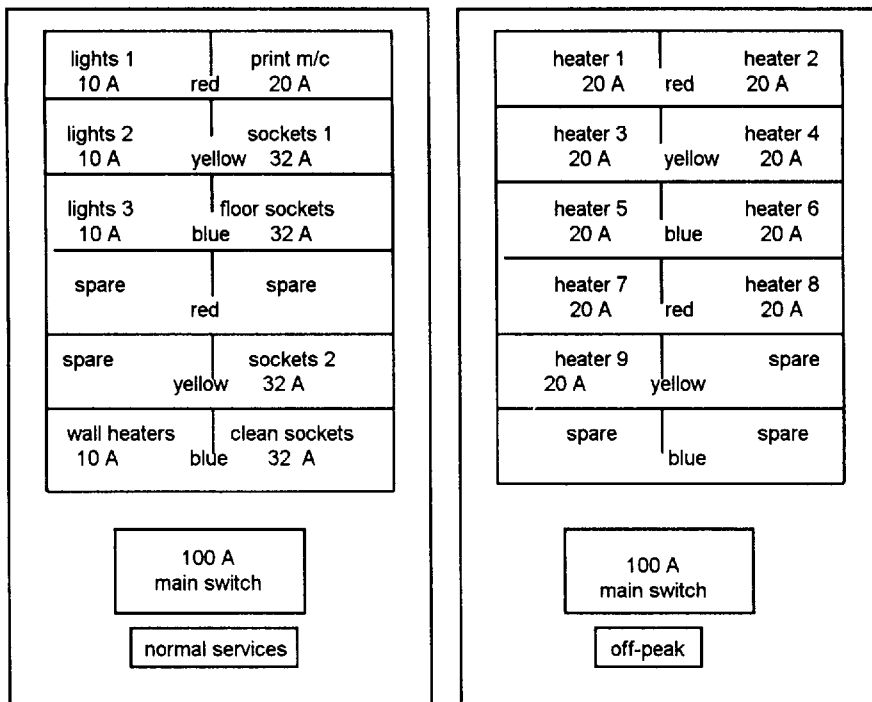 lights 1 print m/c
10 A red 20 A
lights 2 sockets 1
10 A yellow 32 A
lights 3 floor sockets
10 A blue 32 A
spare spare
red
spare sockets 2
yellow 32 A
wall heaters clean sockets
10 A blue 32 A
100 A
main switch
normal services
heater 1 heater 2
20 A red 20 A
heater 3 heater 4
20 A yellow 20 A
heater 5 heater 6
20 A blue 20 A
heater 7 heater 8
20 A red 20 A
heater 9 spare
20 A yellow
spare spare
blue
100 A
main switch
off-peak